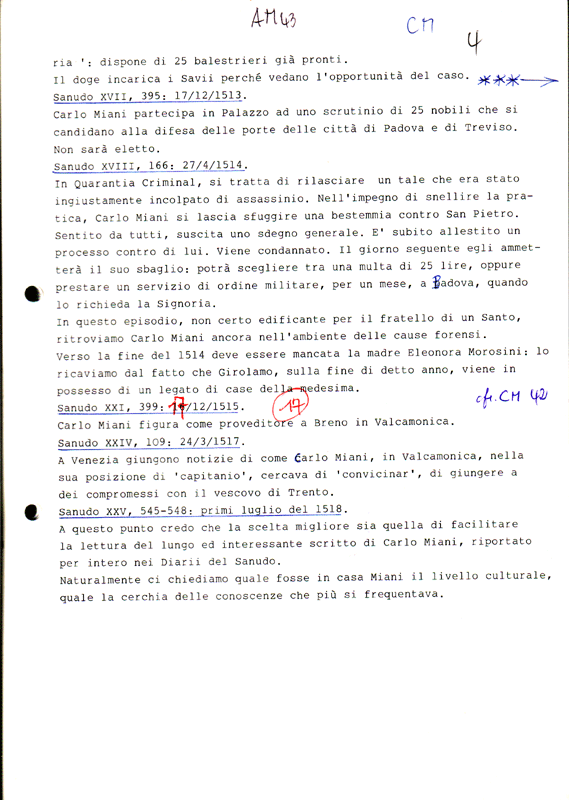 AM43
CM
4
ria ': dispone di 25 balestrieri già pronti.
Il doge incarica i Savii perché vedano l'opportunità del caso. ***
Sanudo XVII, 395: 17/12/1513.
Carlo Miani partecipa in Palazzo ad uno scrutinio di 25 nobili che si
candidano alla difesa delle porte delle città di Padova e di Treviso.
Non sarà eletto.
Sanudo XVIII, 166: 27/4/1514.
In Quarantia Criminal, si tratta di rilasciare un tale che era stato
ingiustamente incolpato di assassinio. Nell'impegno di snellire la pra-
tica, Carlo Miani si lascia sfuggire una bestemmia contro San Pietro.
Sentito da tutti, suscita uno sdegno generale. E' subito allestito un
processo contro di lui. Viene condannato. Il giorno seguente egli ammet-
terà il suo sbaglio: potrà scegliere tra una multa di 25 lire, oppure
prestare un servizio di ordine militare, per un mese, a Badova, quando
lo richieda la Signoria.
In questo episodio, non certo edificante per il fratello di un Santo,
ritroviamo Carlo Miani ancora nell'ambiente delle cause forensi.
Verso la fine del 1514 deve essere mancata la madre Eleonora Morosini: lo
ricaviamo dal fatto che Girolamo, sulla fine di detto anno, viene in
possesso di un legato di case della medesima.
cfr. CM 42
Sanudo XXI, 399: 17/12/1515. 17
Carlo Miani figura come proveditore a Breno in Valcamonica.
Sanudo XXIV, 109: 24/3/1517.
A Venezia giungono notizie di come Carlo Miani, in Valcamonica, nella
sua posizione di 'capitanio', cercava di 'convicinar', di giungere a
dei compromessi con il vescovo di Trento.
Sanudo XXV, 545-548: primi luglio del 1518.
A questo punto credo che la scelta migliore sia quella di facilitare
la lettura del lungo ed interessante scritto di Carlo Miani, riportato
per intero nei Diarii del Sanudo.
Naturalmente ci chiediamo quale fosse in casa Miani il livello culturale,
quale la cerchia delle conoscenze che più si frequentava.